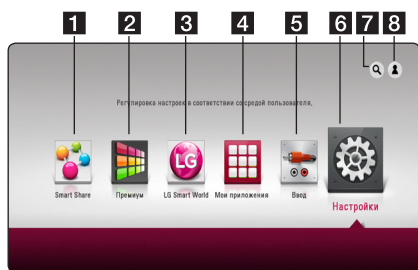 1 2 3 4 5 6 7 8
Регулировка настроек в соответствии со средой пользователя,
LG
Smart Share Премиум LG Smart World Мои приложения Ввод
Настройки